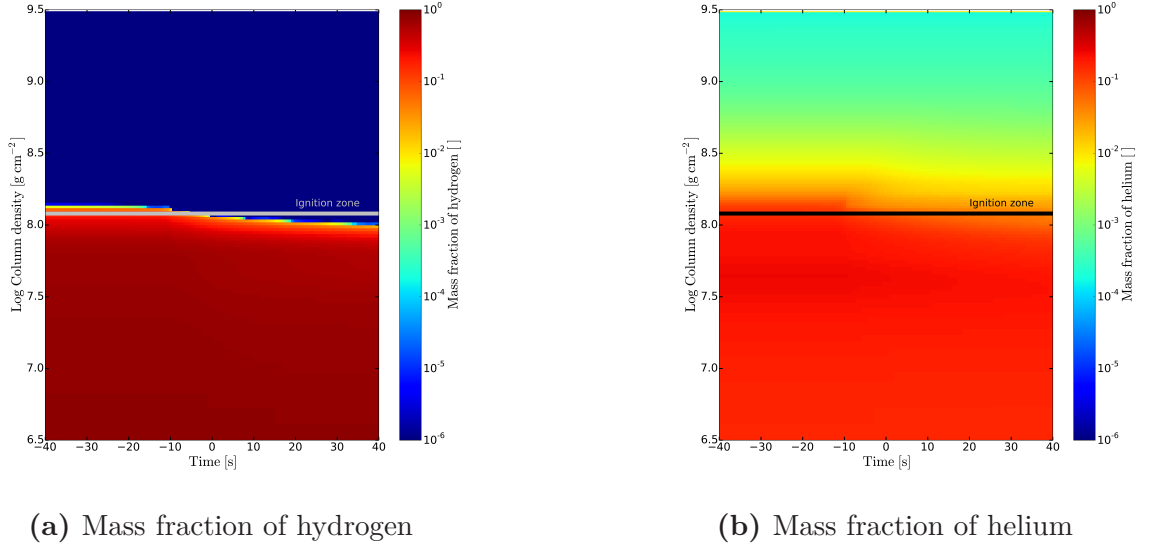 9.5
9.0
8.5
8.0
7.5
7.0
6.5
Log Column density [g cm⁻²]
−40 −30 −20 −10 0 10 20 30 40
Time [s]
Ignition zone
10⁰
10⁻¹
10⁻²
10⁻³
10⁻⁴
10⁻⁵
10⁻⁶
Mass fraction of hydrogen [ ]
9.5
9.0
8.5
8.0
7.5
7.0
6.5
Log Column density [g cm⁻²]
−40 −30 −20 −10 0 10 20 30 40
Time [s]
Ignition zone
10⁰
10⁻¹
10⁻²
10⁻³
10⁻⁴
10⁻⁵
10⁻⁶
Mass fraction of helium [ ]
(a) Mass fraction of hydrogen
(b) Mass fraction of helium